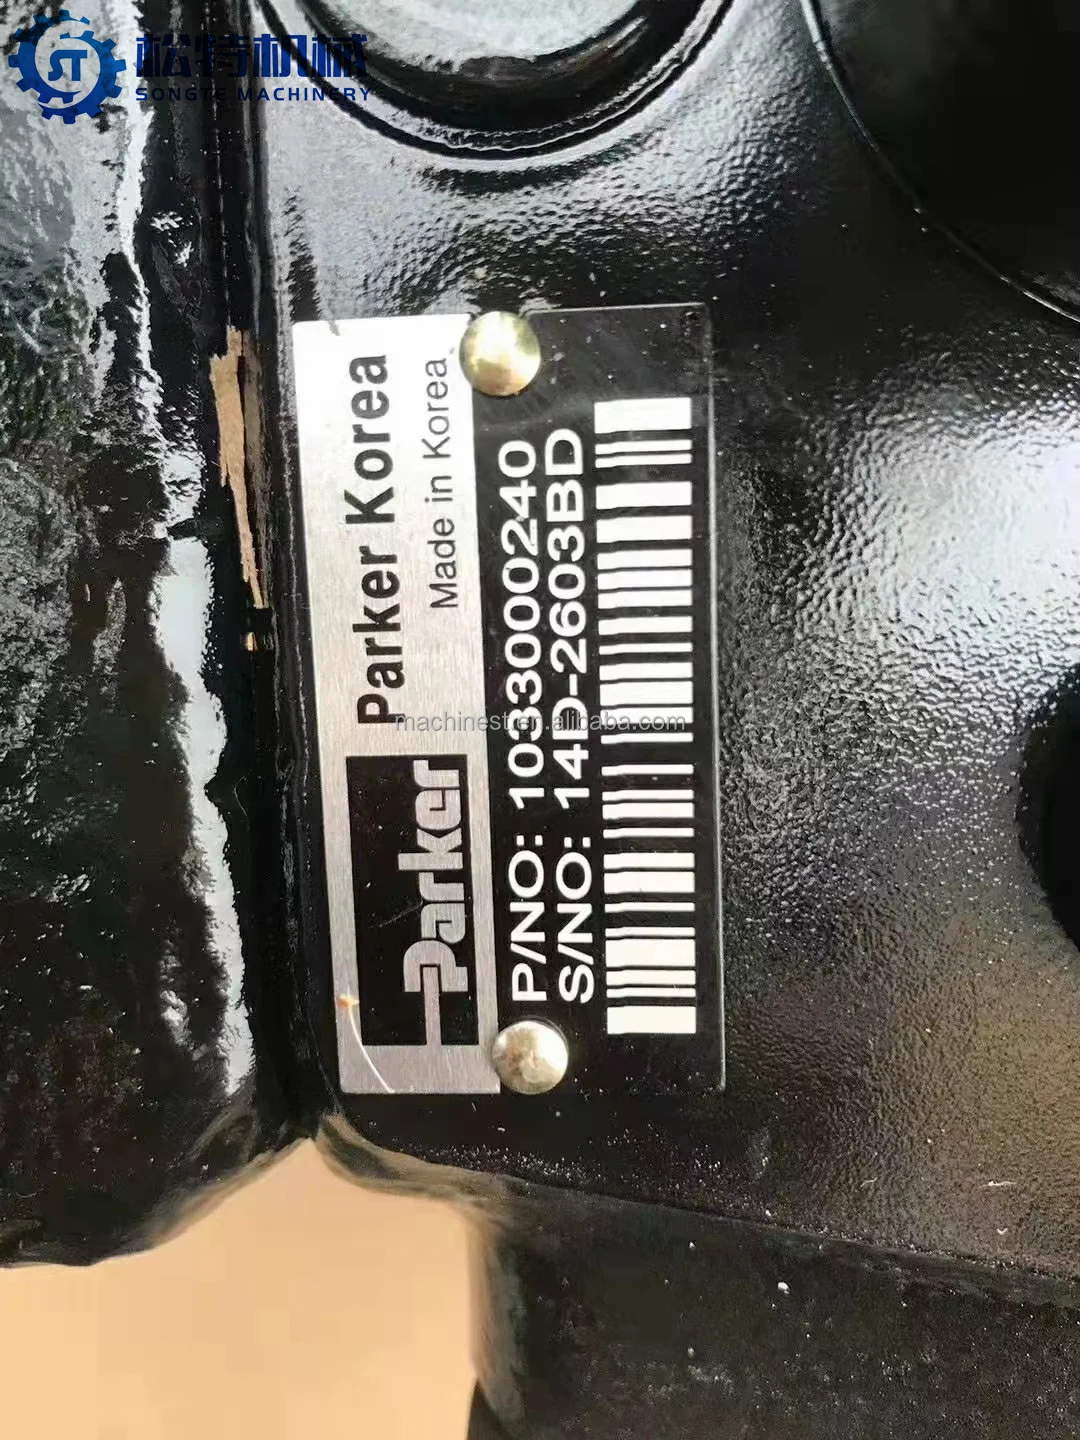 松特机械
SONGTE MACHINERY
Parker
Parker Korea
Made in Korea
P/NO: 1033000240
S/NO: 14D-2603BD
machinest.en.alibaba.com